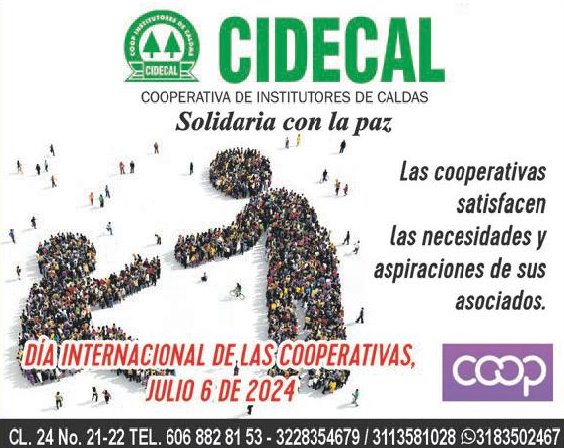 COOP INSTITUTORES DE CALDAS
CIDECAL
CIDECAL
COOPERATIVA DE INSTITUTORES DE CALDAS
Solidaria con la paz
Las cooperativas
satisfacen
las necesidades y
aspiraciones de sus
asociados.
DÍA INTERNACIONAL DE LAS COOPERATIVAS,
JULIO 6 DE 2024
coop
CL. 24 No. 21-22 TEL. 606 882 81 53 - 3228354679 / 3113581028 3183502467